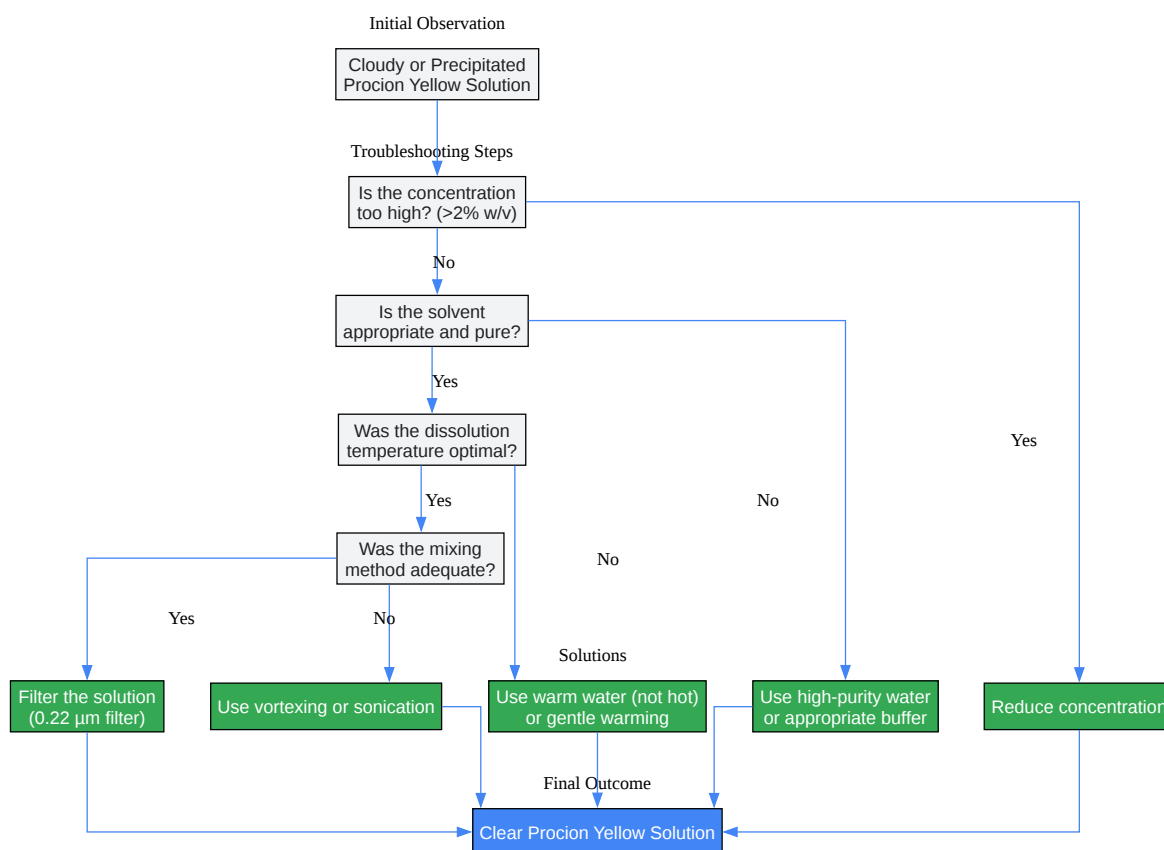 Initial Observation
Cloudy or Precipitated
Procion Yellow Solution
Troubleshooting Steps
Is the concentration
too high? (>2% w/v)
No
Is the solvent
appropriate and pure?
Yes
Was the dissolution
temperature optimal?
Yes
Yes
No
Was the mixing
method adequate?
No
Yes
No
Solutions
Filter the solution
(0.22 µm filter)
Use vortexing or sonication
Use warm water (not hot)
or gentle warming
Use high-purity water
or appropriate buffer
Reduce concentration
Final Outcome
Clear Procion Yellow Solution